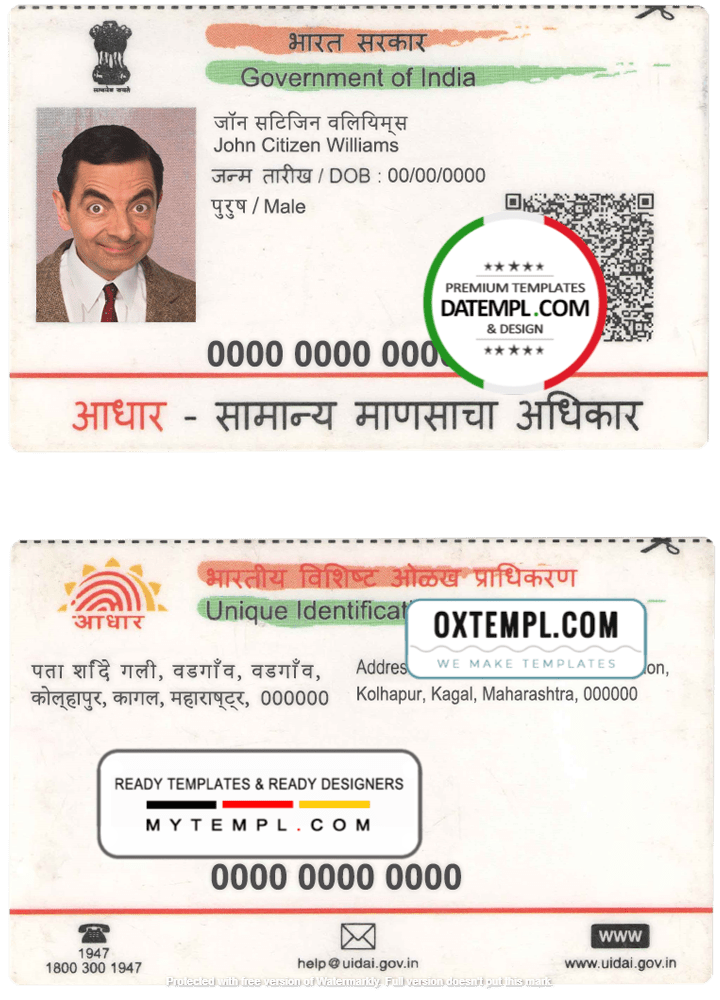 सत्यमेव जयते
भारत सरकार
Government of India
जॉन सटिजिन वलियिम्स
John Citizen Williams
जन्म तारीख / DOB : 00/00/0000
पुरुष / Male
★★★★★
PREMIUM TEMPLATES
DATEMPL.COM
& DESIGN
★★★★★
0000 0000 000
आधार - सामान्य माणसाचा अधिकार
आधार
भारतीय विशिष्ट ओळख प्राधिकरण
Unique
OXTEMPL.COM
WE MAKE TEMPLATES
पता शदिे गली, वडगाँव, वडगाँव,
कोल्हापुर, कागल, महाराष्ट्र, 000000
Kolhapur, Kagal, Maharashtra, 000000
READY TEMPLATES & READY DESIGNERS
MYTEMPL.COM
0000 0000 0000
1947
1800 300 1947
help@uidai.gov.in
WWW
www.uidai.gov.in
Protected with free version of Watermarkly. Full version doesn't put this mark.